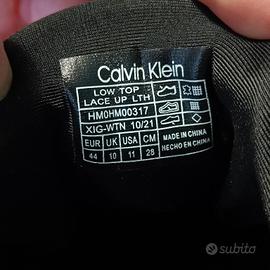 Calvin Klein
LOW TOP
LACE UP LTH
HM0HM00317
XIG-WTN 10/21
EUR UK USA CM
44 10 11 28
MADE IN CHINA
HECHO EN CHINA
subito